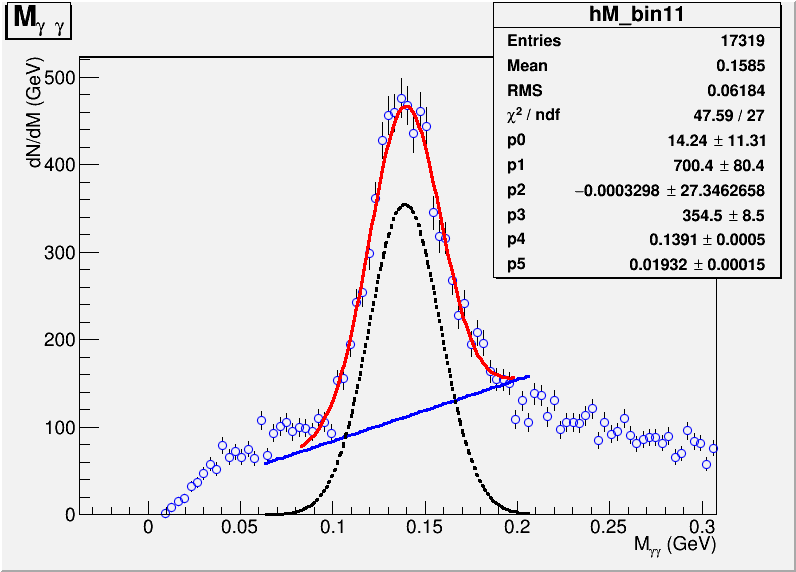 M γ γ
hM_bin11
Entries 17319
Mean 0.1585
RMS 0.06184
χ² / ndf 47.59 / 27
p0 14.24 ± 11.31
p1 700.4 ± 80.4
p2 −0.0003298 ± 27.3462658
p3 354.5 ± 8.5
p4 0.1391 ± 0.0005
p5 0.01932 ± 0.00015
dN/dM (GeV)
500
400
300
200
100
0
0 0.05 0.1 0.15 0.2 0.25 0.3
Mγγ (GeV)